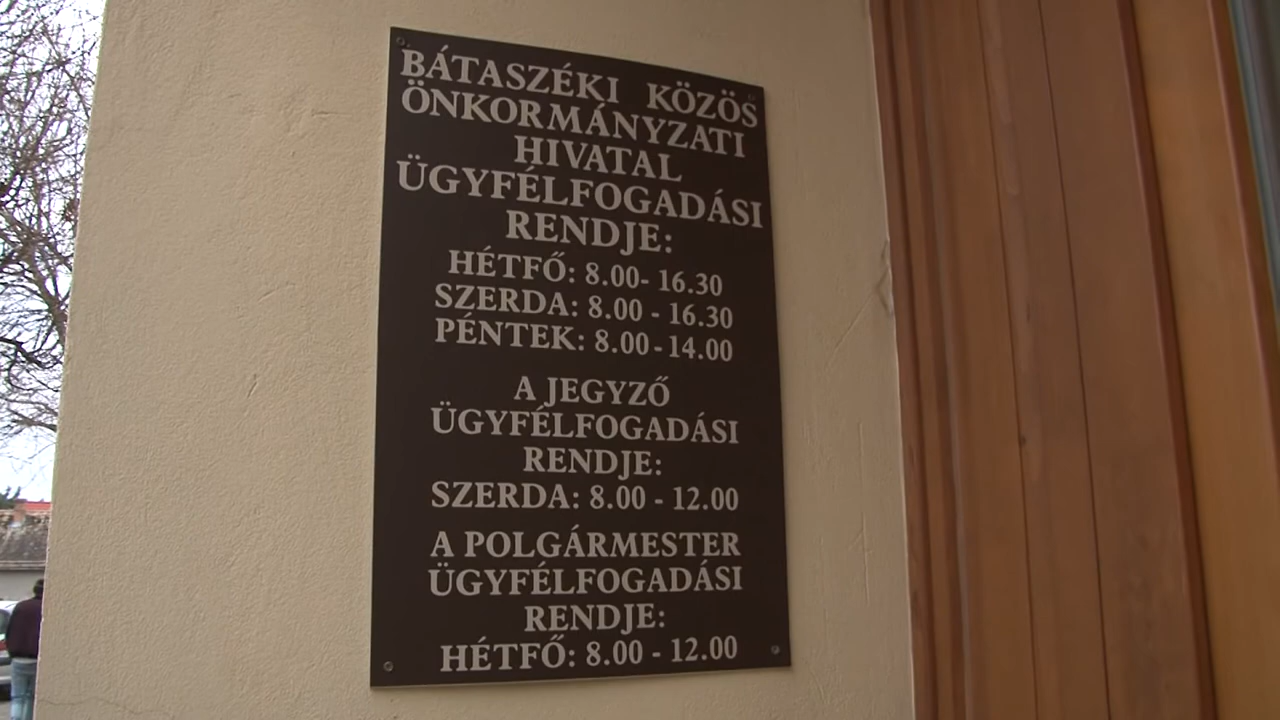 BÁTASZÉKI KÖZÖS
ÖNKORMÁNYZATI
HIVATAL
ÜGYFÉLFOGADÁSI
RENDJE:
HÉTFŐ: 8.00- 16.30
SZERDA: 8.00 - 16.30
PÉNTEK: 8.00 - 14.00
A JEGYZŐ
ÜGYFÉLFOGADÁSI
RENDJE:
SZERDA: 8.00 - 12.00
A POLGÁRMESTER
ÜGYFÉLFOGADÁSI
RENDJE:
HÉTFŐ: 8.00 - 12.00